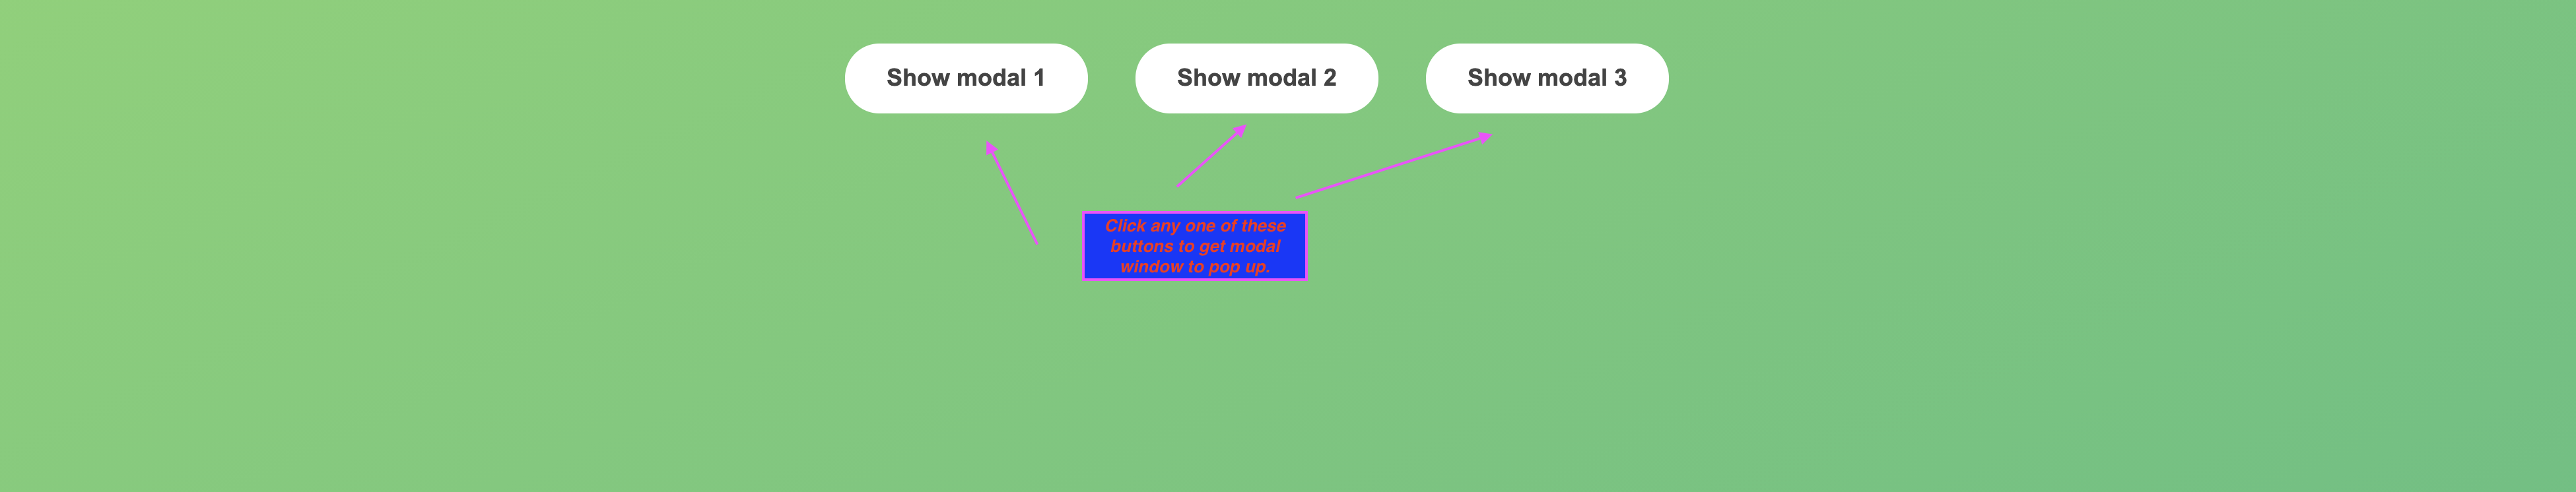 Show modal 1
Show modal 2
Show modal 3
Click any one of these
buttons to get modal
window to pop up.